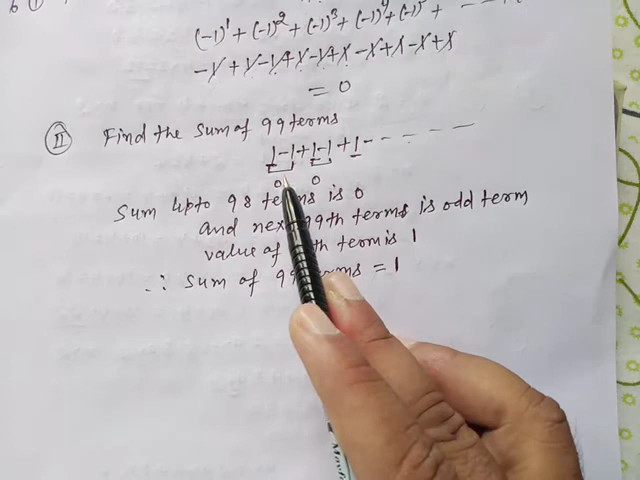 (-1)¹ + (-1)² + (-1)³ + (-1)⁴ + (-1)⁵ + - - - -
-1 + 1 - 1 + 1 - 1 + 1 - 1 + 1 - 1 + 1
= 0
II Find the sum of 99 terms
1 - 1 + 1 - 1 + 1 - - - - - -
0 0
Sum upto 98 terms is 0
and next 99th terms is odd term
value of term is 1
∴ sum of 99 terms = 1